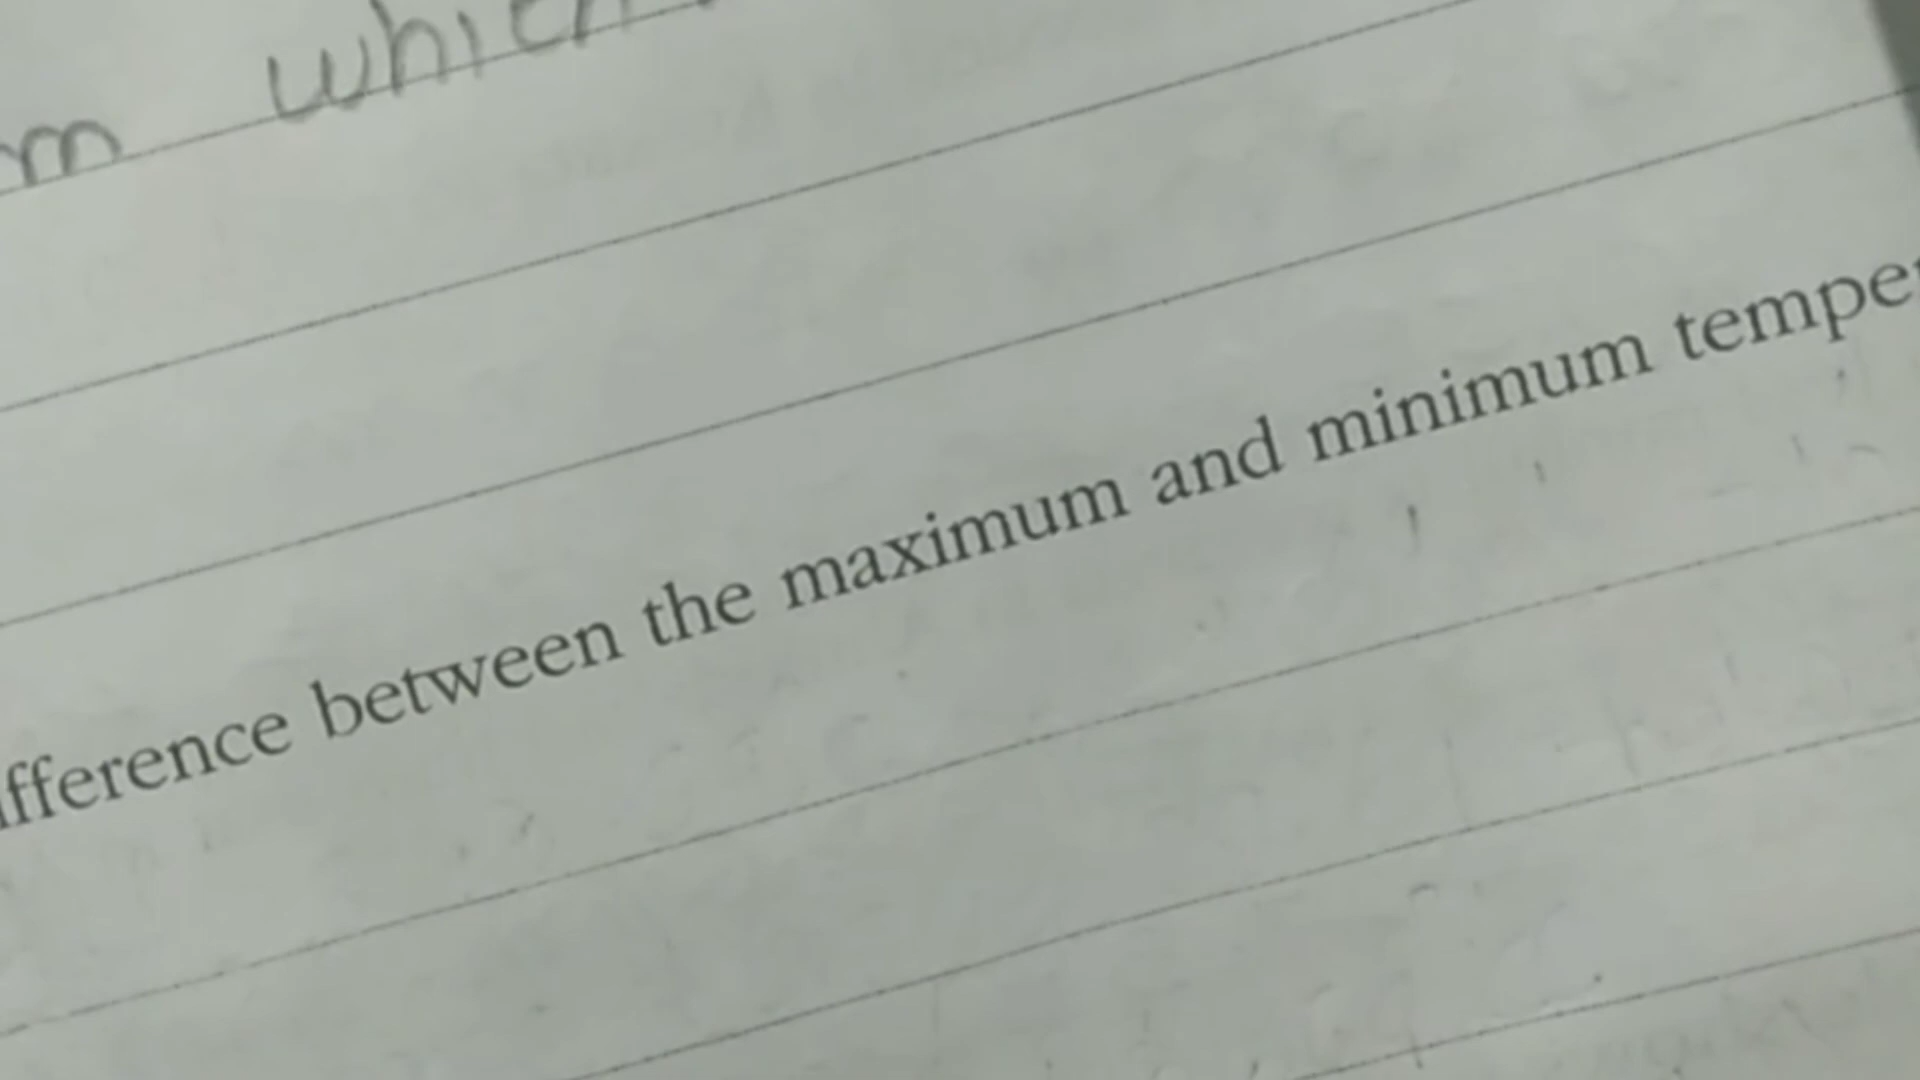 m which
fference between the maximum and minimum tempe